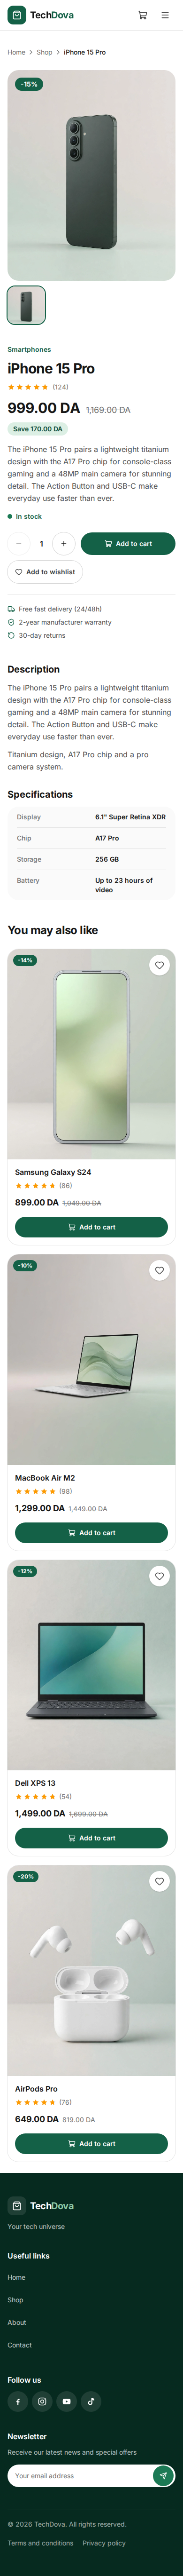 TechDova
Home > Shop > iPhone 15 Pro
-15%
Smartphones
iPhone 15 Pro
(124)
999.00 DA 1,169.00 DA
Save 170.00 DA
The iPhone 15 Pro pairs a lightweight titanium
design with the A17 Pro chip for console-class
gaming and a 48MP main camera for stunning
detail. The Action Button and USB-C make
everyday use faster than ever.
In stock
1
Add to cart
Add to wishlist
Free fast delivery (24/48h)
2-year manufacturer warranty
30-day returns
Description
The iPhone 15 Pro pairs a lightweight titanium
design with the A17 Pro chip for console-class
gaming and a 48MP main camera for stunning
detail. The Action Button and USB-C make
everyday use faster than ever.
Titanium design, A17 Pro chip and a pro
camera system.
Specifications
Display 6.1" Super Retina XDR
Chip A17 Pro
Storage 256 GB
Battery Up to 23 hours of
video
You may also like
-14%
Samsung Galaxy S24
(86)
899.00 DA 1,049.00 DA
Add to cart
-10%
MacBook Air M2
(98)
1,299.00 DA 1,449.00 DA
Add to cart
-12%
Dell XPS 13
(54)
1,499.00 DA 1,699.00 DA
Add to cart
-20%
AirPods Pro
(76)
649.00 DA 819.00 DA
Add to cart
TechDova
Your tech universe
Useful links
Home
Shop
About
Contact
Follow us
Newsletter
Receive our latest news and special offers
Your email address
© 2026 TechDova. All rights reserved.
Terms and conditions Privacy policy